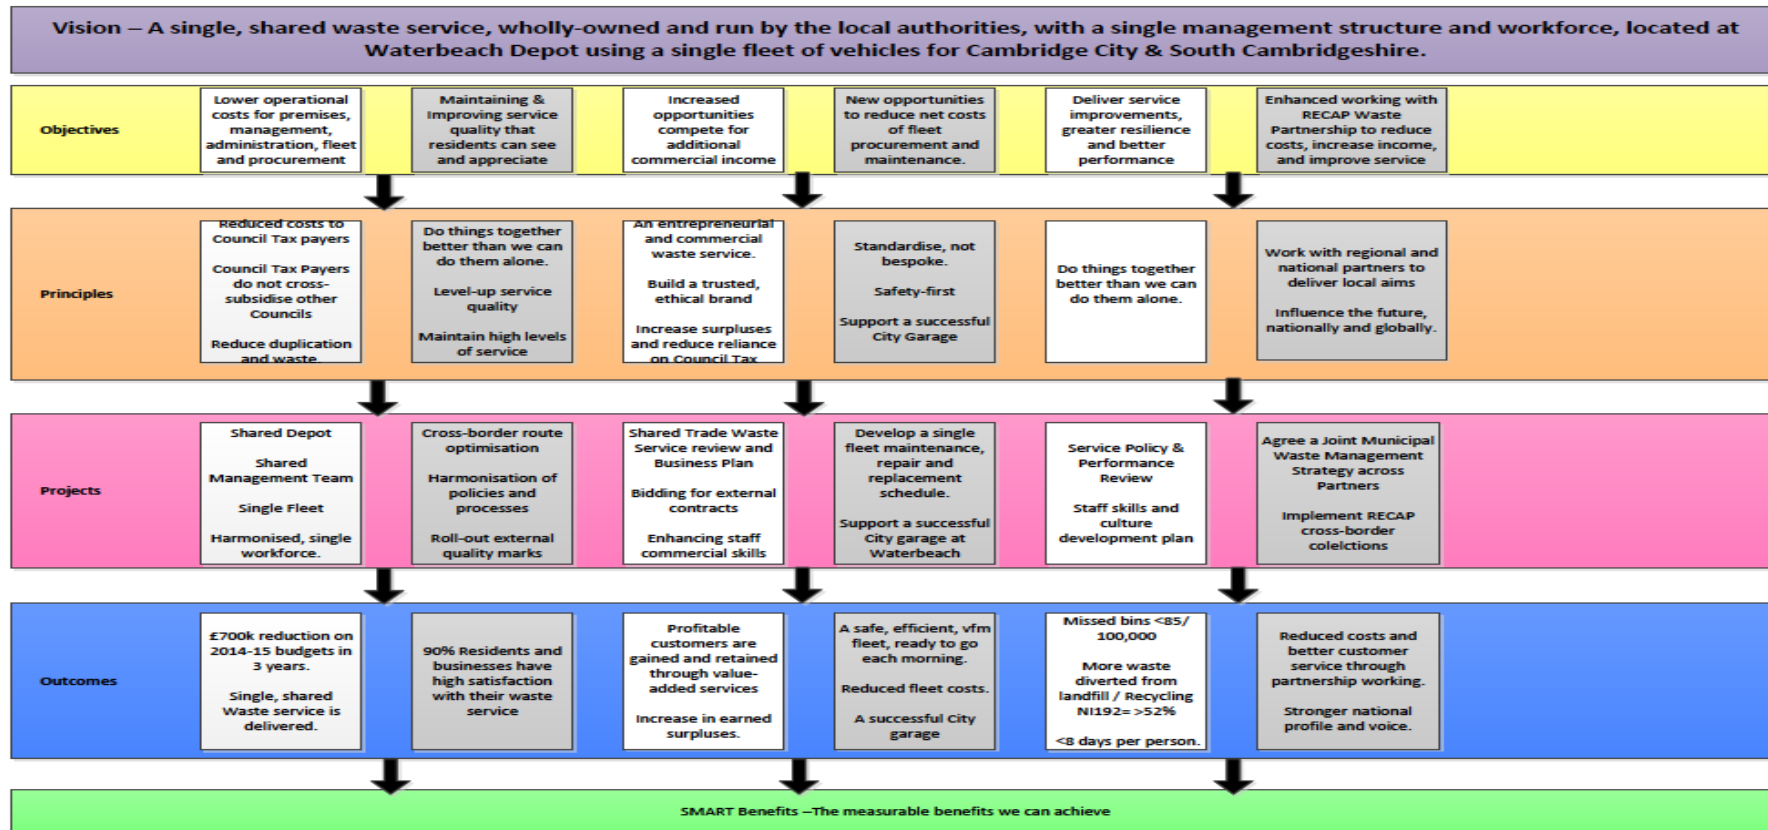 Vision – A single, shared waste service, wholly-owned and run by the local authorities, with a single management structure and workforce, located at
Waterbeach Depot using a single fleet of vehicles for Cambridge City & South Cambridgeshire.
Objectives
Lower operational
costs for premises,
management,
administration, fleet
and procurement
Maintaining &
Improving service
quality that
residents can see
and appreciate
Increased
opportunities
compete for
additional
commercial income
New opportunities
to reduce net costs
of fleet
procurement and
maintenance.
Deliver service
improvements,
greater resilience
and better
performance
Enhanced working with
RECAP Waste
Partnership to reduce
costs, increase income,
and improve service
Principles
Reduced costs to
Council Tax payers
Council Tax Payers
do not cross-
subsidise other
Councils
Reduce duplication
and waste.
Do things together
better than we can
do them alone.
Level-up service
quality
Maintain high levels
of service
An entrepreneurial
and commercial
waste service.
Build a trusted,
ethical brand
Increase surpluses
and reduce reliance
on Council Tax
Standardise, not
bespoke.
Safety-first
Support a successful
City Garage
Do things together
better than we can
do them alone.
Work with regional and
national partners to
deliver local aims
Influence the future,
nationally and globally.
Projects
Shared Depot
Shared
Management Team
Single Fleet
Harmonised, single
workforce.
Cross-border route
optimisation
Harmonisation of
policies and
processes
Roll-out external
quality marks
Shared Trade Waste
Service review and
Business Plan
Bidding for external
contracts
Enhancing staff
commercial skills
Develop a single
fleet maintenance,
repair and
replacement
schedule.
Support a successful
City garage at
Waterbeach
Service Policy &
Performance
Review
Staff skills and
culture
development plan
Agree a Joint Municipal
Waste Management
Strategy across
Partners
Implement RECAP
cross-border
colelctions
Outcomes
£700k reduction on
2014-15 budgets in
3 years.
Single, shared
Waste service is
delivered.
90% Residents and
businesses have
high satisfaction
with their waste
service
Profitable
customers are
gained and retained
through value-
added services
Increase in earned
surpluses.
A safe, efficient, vfm
fleet, ready to go
each morning.
Reduced fleet costs.
A successful City
garage
Missed bins <85/
100,000
More waste
diverted from
landfill / Recycling
NI192= >52%
<8 days per person.
Reduced costs and
better customer
service through
partnership working.
Stronger national
profile and voice.
SMART Benefits –The measurable benefits we can achieve